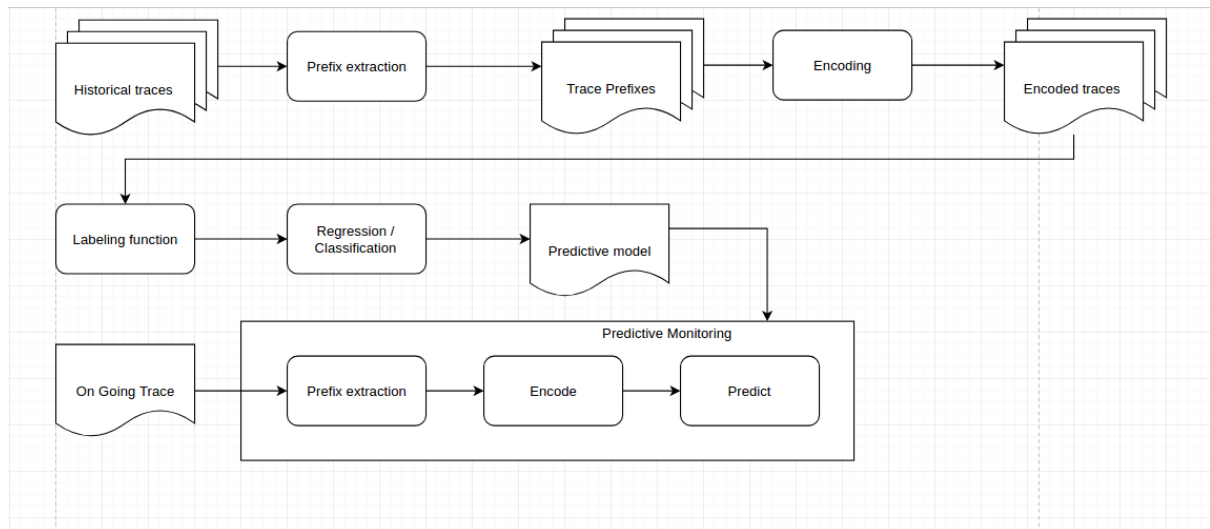 Historical traces
Prefix extraction
Trace Prefixes
Encoding
Encoded traces
Labeling function
Regression /
Classification
Predictive model
Predictive Monitoring
On Going Trace
Prefix extraction
Encode
Predict